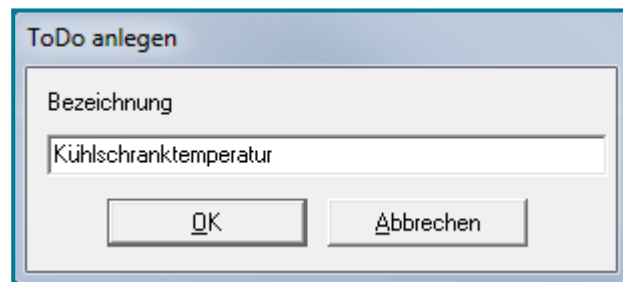 ToDo anlegen
Bezeichnung
Kühlschranktemperatur
OK Abbrechen